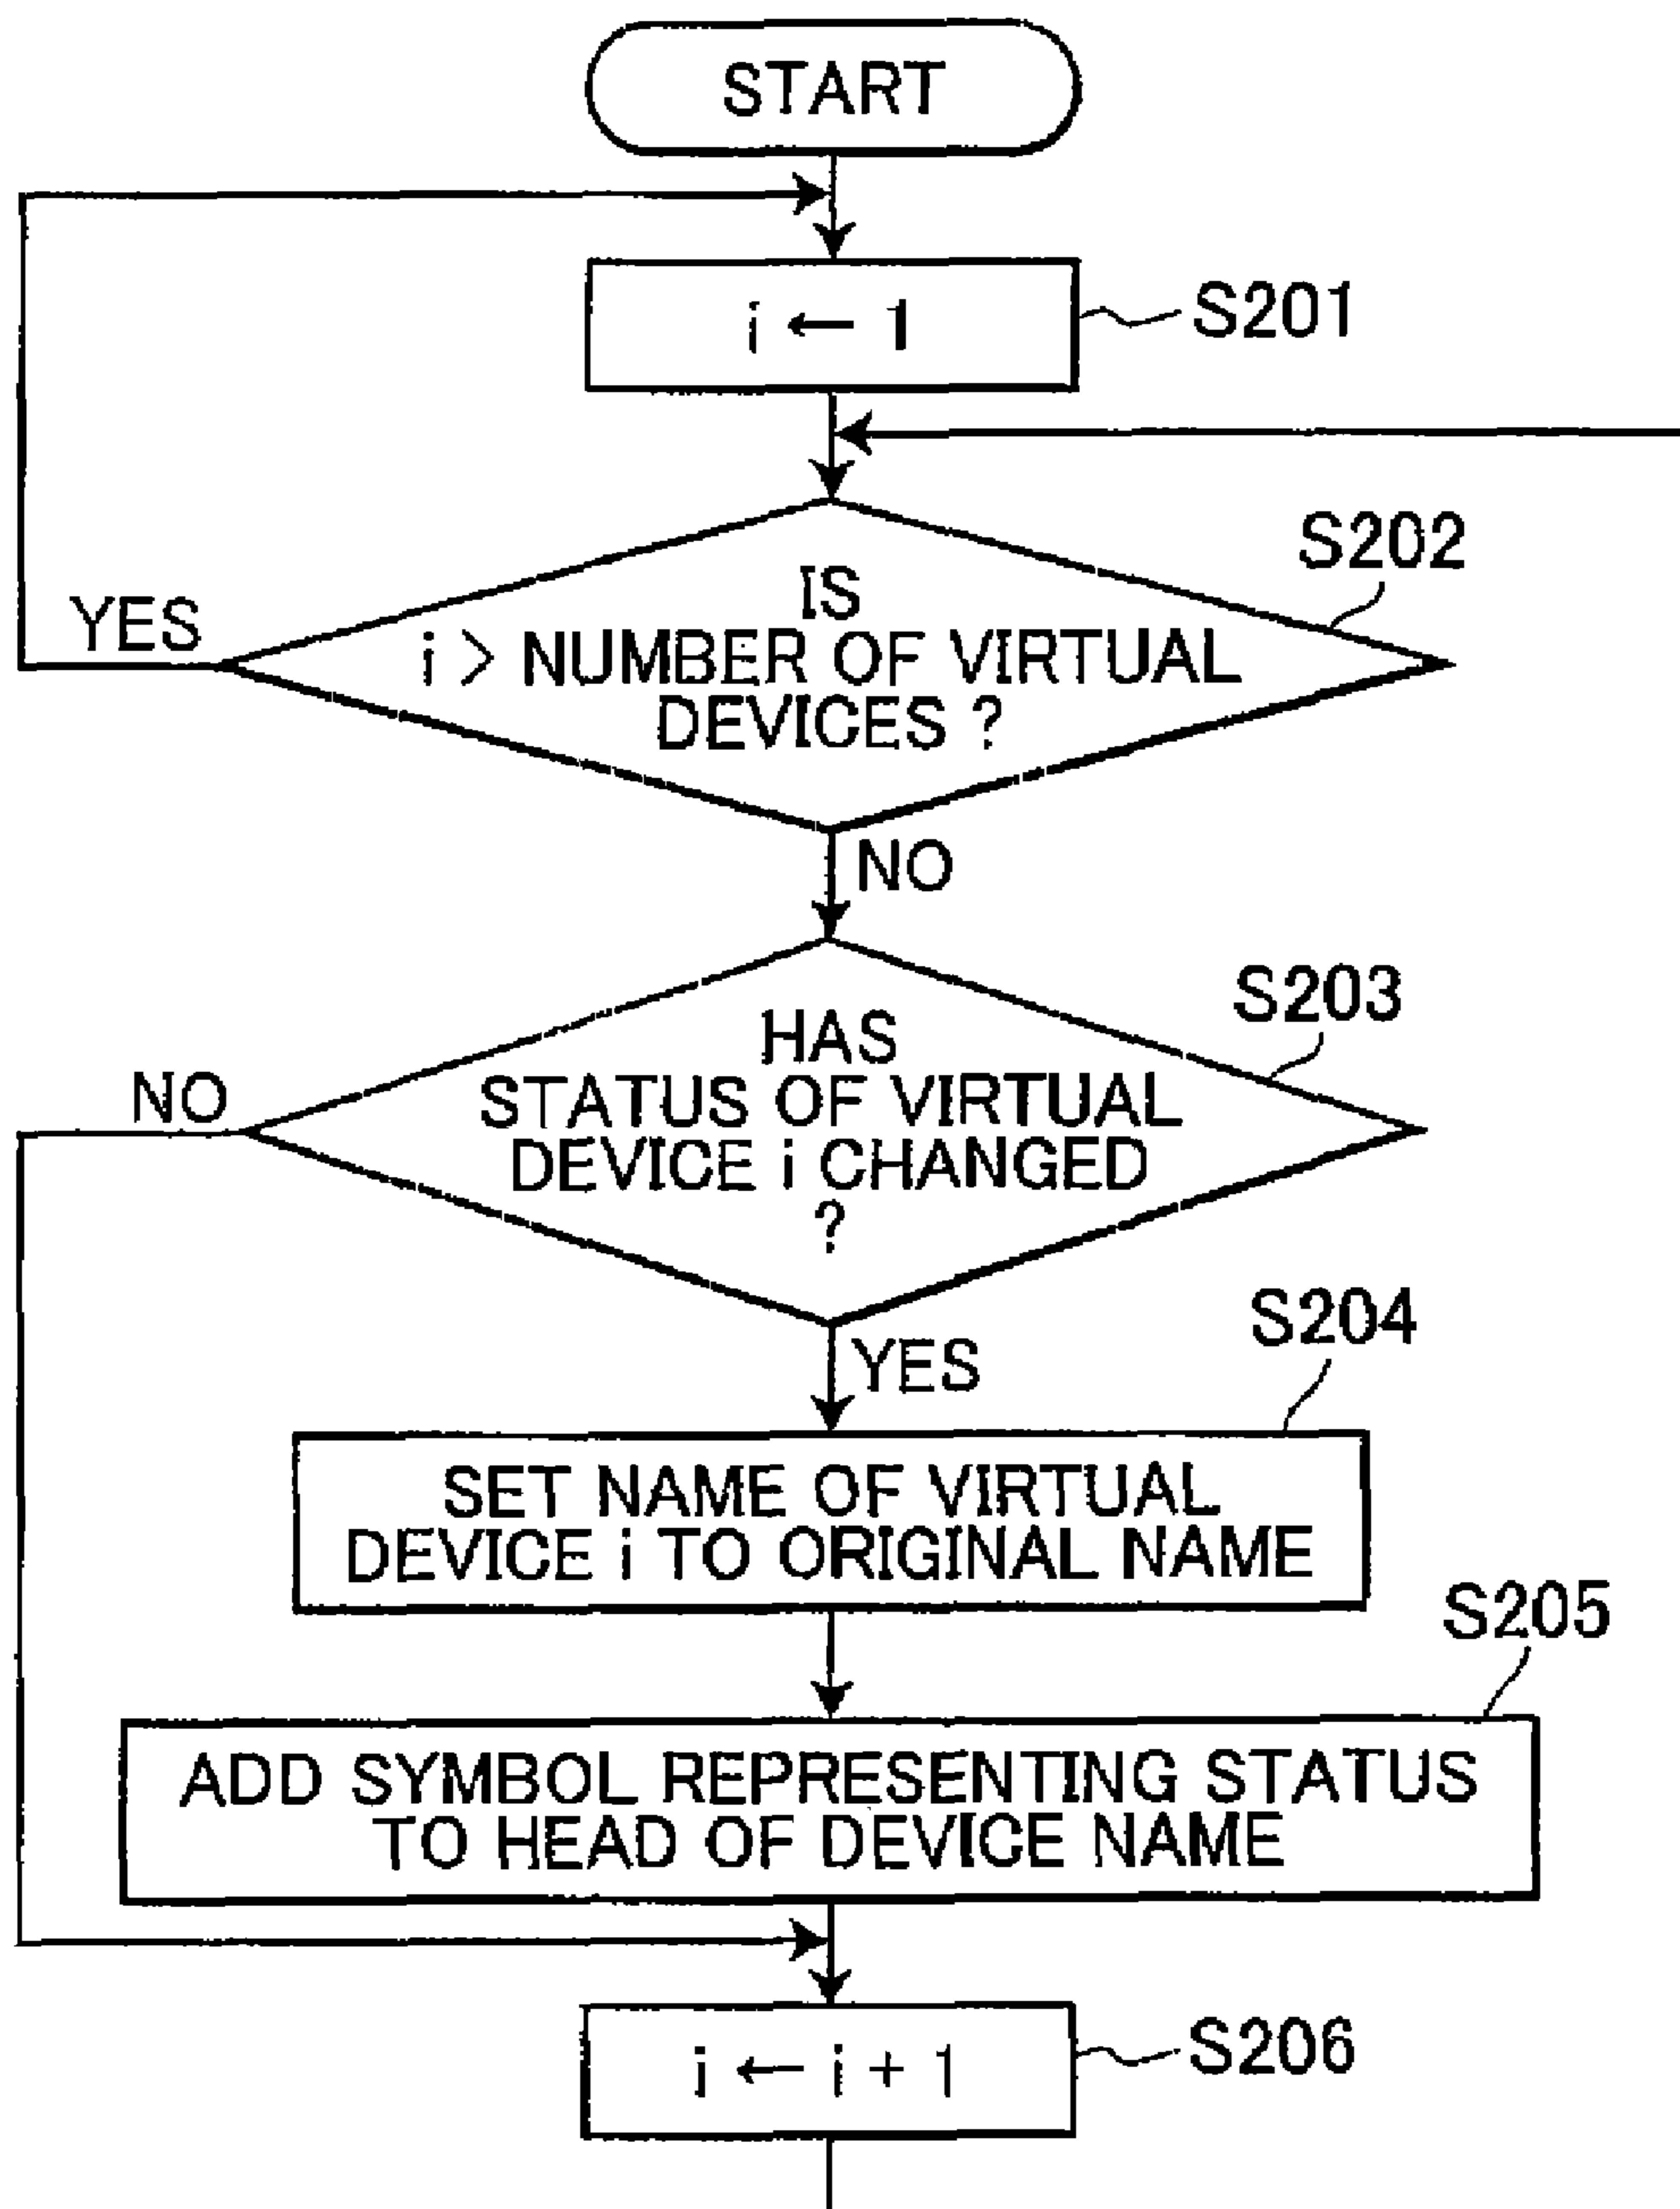 START
i ← 1
S201
S202
IS
i > NUMBER OF VIRTUAL
DEVICES ?
YES
NO
S203
HAS
STATUS OF VIRTUAL
DEVICE i CHANGED
?
NO
YES
S204
SET NAME OF VIRTUAL
DEVICE i TO ORIGINAL NAME
S205
ADD SYMBOL REPRESENTING STATUS
TO HEAD OF DEVICE NAME
i ← i + 1
S206